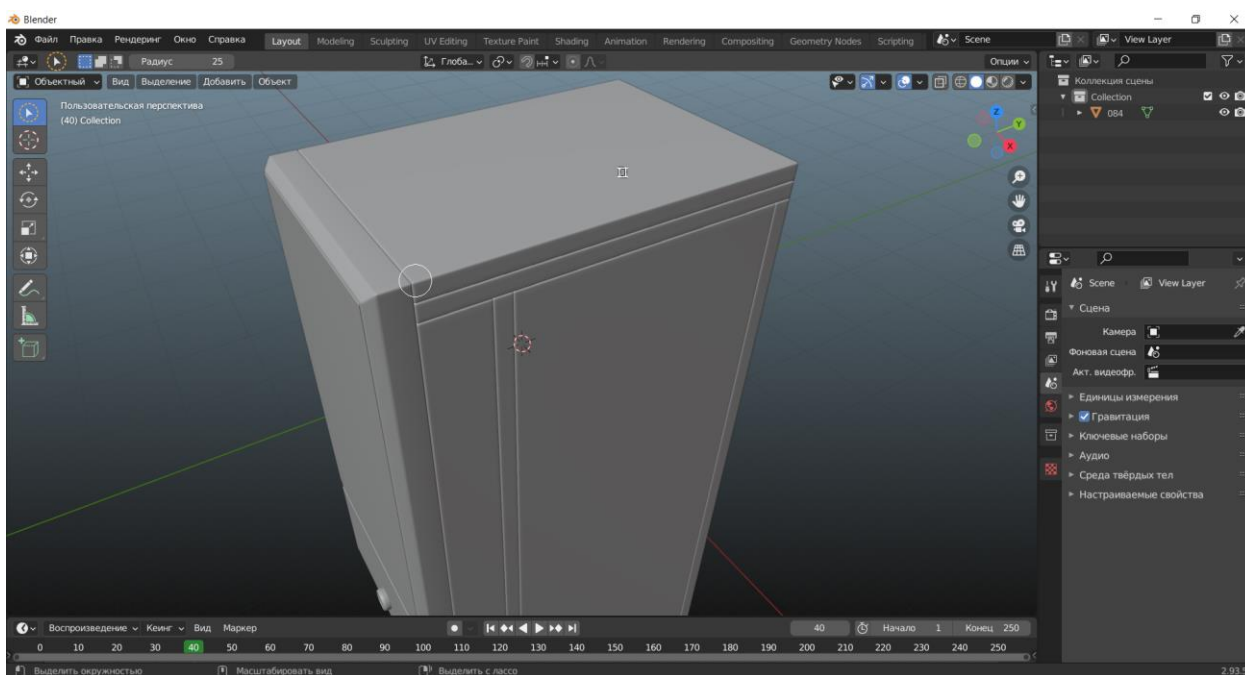 Blender
Файл Правка Рендеринг Окно Справка Layout Modeling Sculpting UV Editing Texture Paint Shading Animation Rendering Compositing Geometry Nodes Scripting Scene View Layer
Радиус 25 Глоба... Опции
Объектный Вид Выделение Добавить Объект
Пользовательская перспектива
(40) Collection
Z
Y
X
Коллекция сцены
Collection
084
Scene View Layer
Сцена
Камера
Фоновая сцена
Акт. видеофр.
Единицы измерения
Гравитация
Ключевые наборы
Аудио
Среда твёрдых тел
Настраиваемые свойства
Воспроизведение Кеинг Вид Маркер 40 Начало 1 Конец 250
0 10 20 30 40 50 60 70 80 90 100 110 120 130 140 150 160 170 180 190 200 210 220 230 240 250
Выделить окружностью Масштабировать вид Выделить с лассо 2.93.5